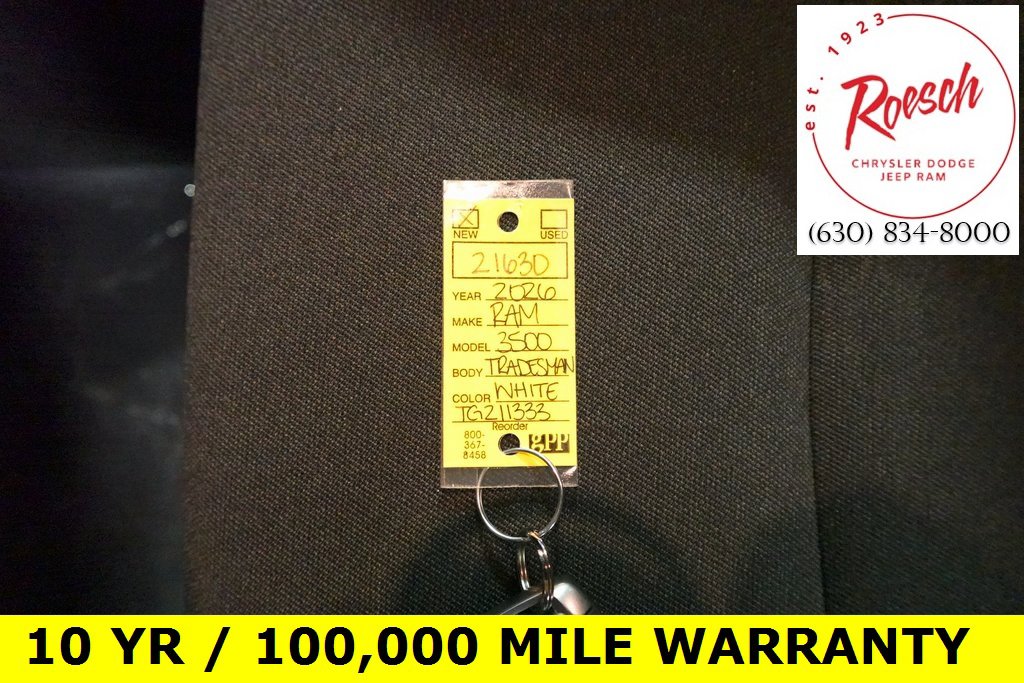 est. 1923
Roesch
CHRYSLER DODGE
JEEP RAM
(630) 834-8000
NEW USED
21630
YEAR 2026
MAKE RAM
MODEL 3500
BODY TRADESMAN
COLOR WHITE
TG211333
Reorder
800-
367-
8458
gPP
10 YR / 100,000 MILE WARRANTY